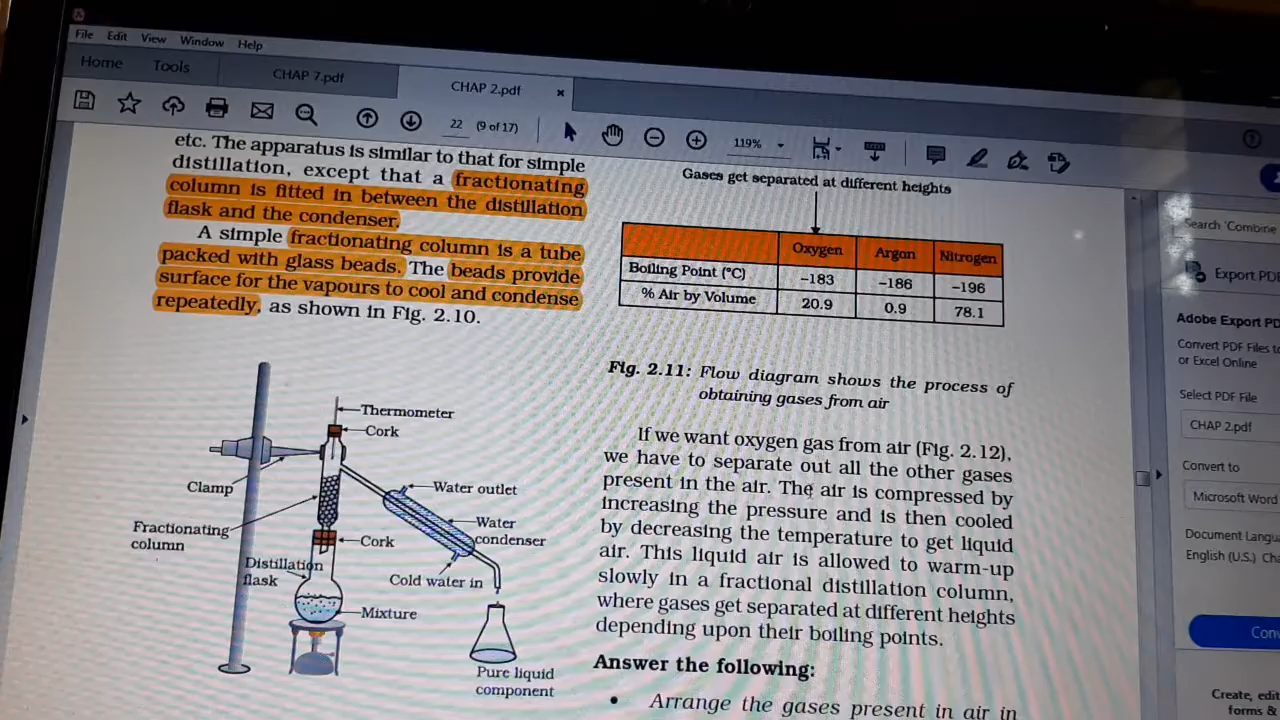 File Edit View Window Help
Home Tools CHAP 7.pdf CHAP 2.pdf ×
22 (9 of 17) 119%
etc. The apparatus is similar to that for simple
distillation, except that a fractionating
column is fitted in between the distillation
flask and the condenser.
A simple fractionating column is a tube
packed with glass beads. The beads provide
surface for the vapours to cool and condense
repeatedly, as shown in Fig. 2.10.
Thermometer
Cork
Clamp
Water outlet
Fractionating
column
Water
condenser
Cork
Distillation
flask
Cold water in
Mixture
Pure liquid
component
Gases get separated at different heights
Oxygen Argon Nitrogen
Boiling Point (°C) –183 –186 –196
% Air by Volume 20.9 0.9 78.1
Fig. 2.11: Flow diagram shows the process of
obtaining gases from air
If we want oxygen gas from air (Fig. 2.12),
we have to separate out all the other gases
present in the air. The air is compressed by
increasing the pressure and is then cooled
by decreasing the temperature to get liquid
air. This liquid air is allowed to warm-up
slowly in a fractional distillation column,
where gases get separated at different heights
depending upon their boiling points.
Answer the following:
• Arrange the gases present in air in
Search 'Combine
Export PDF
Adobe Export PD
Convert PDF Files to
or Excel Online
Select PDF File
CHAP 2.pdf
Convert to
Microsoft Word
Document Langu
English (U.S.) Cha
Conv
Create, edit
forms &